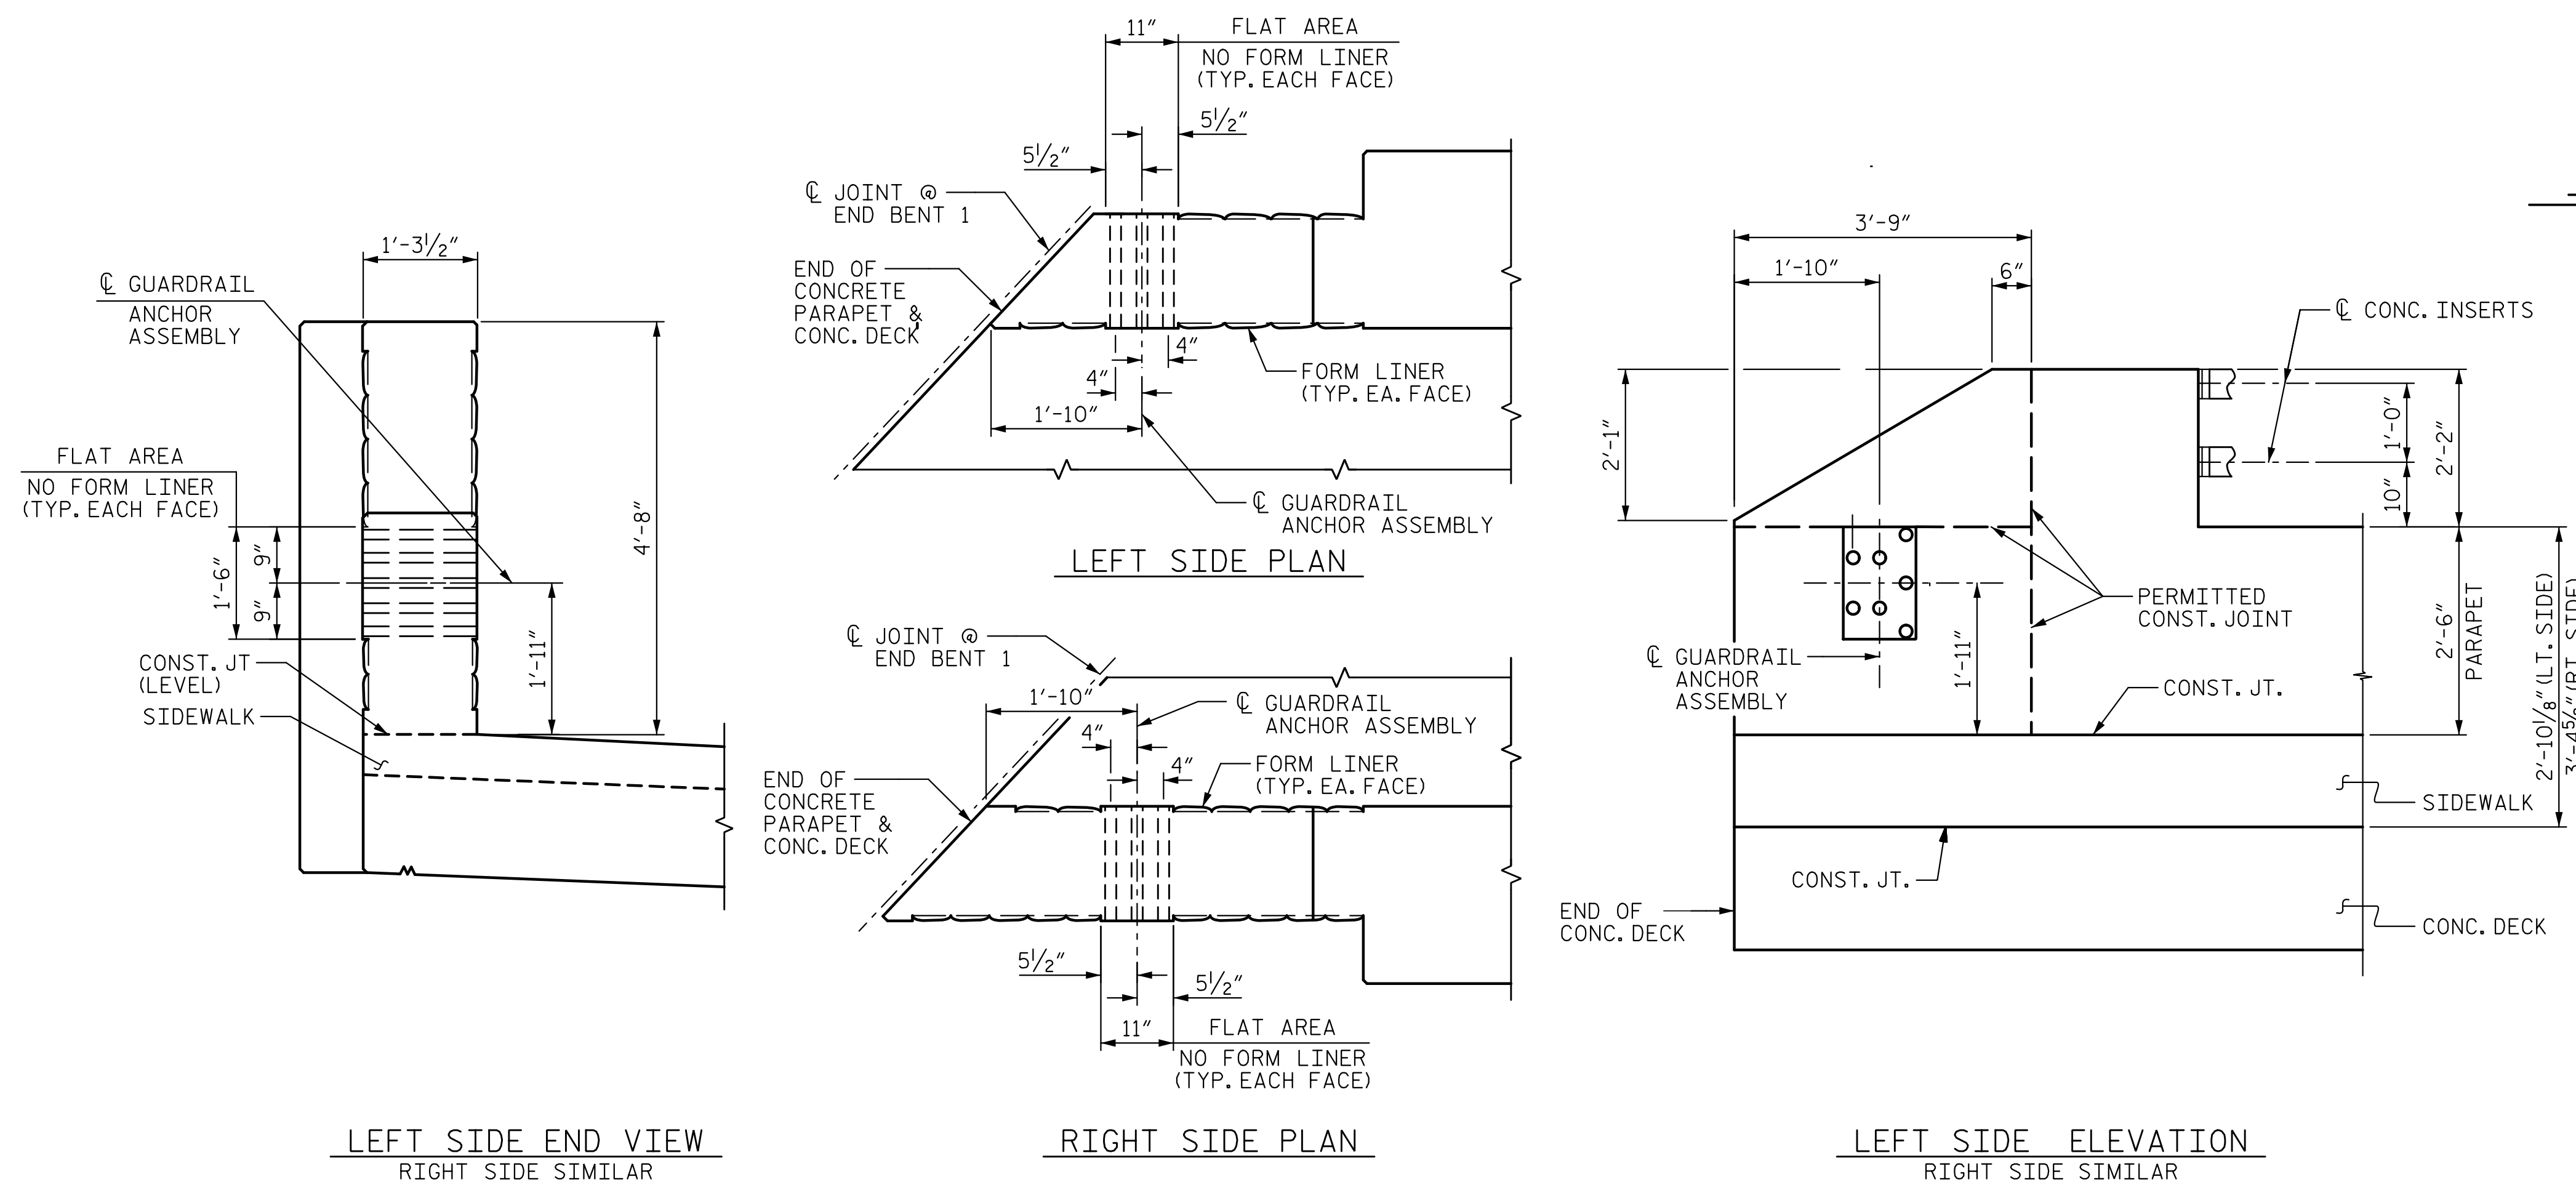 1'-3½"
℄ GUARDRAIL
ANCHOR
ASSEMBLY
FLAT AREA
NO FORM LINER
(TYP. EACH FACE)
1'-6"
9"
9"
4'-8"
1'-11"
CONST. JT
(LEVEL)
SIDEWALK
LEFT SIDE END VIEW
RIGHT SIDE SIMILAR
11"
FLAT AREA
NO FORM LINER
(TYP. EACH FACE)
5½"
5½"
℄ JOINT @
END BENT 1
END OF
CONCRETE
PARAPET &
CONC. DECK
4"
4"
1'-10"
FORM LINER
(TYP. EA. FACE)
℄ GUARDRAIL
ANCHOR ASSEMBLY
LEFT SIDE PLAN
℄ JOINT @
END BENT 1
1'-10"
℄ GUARDRAIL
ANCHOR ASSEMBLY
4"
4"
FORM LINER
(TYP. EA. FACE)
END OF
CONCRETE
PARAPET &
CONC. DECK
5½"
5½"
11"
FLAT AREA
NO FORM LINER
(TYP. EACH FACE)
RIGHT SIDE PLAN
3'-9"
1'-10"
6"
℄ CONC. INSERTS
2'-1"
1'-0"
10"
2'-2"
PERMITTED
CONST. JOINT
℄ GUARDRAIL
ANCHOR
ASSEMBLY
1'-11"
CONST. JT.
2'-6"
PARAPET
2'-10⅛" (LT. SIDE)
3'-4⅝" (RT. SIDE)
SIDEWALK
CONST. JT.
END OF
CONC. DECK
CONC. DECK
LEFT SIDE ELEVATION
RIGHT SIDE SIMILAR